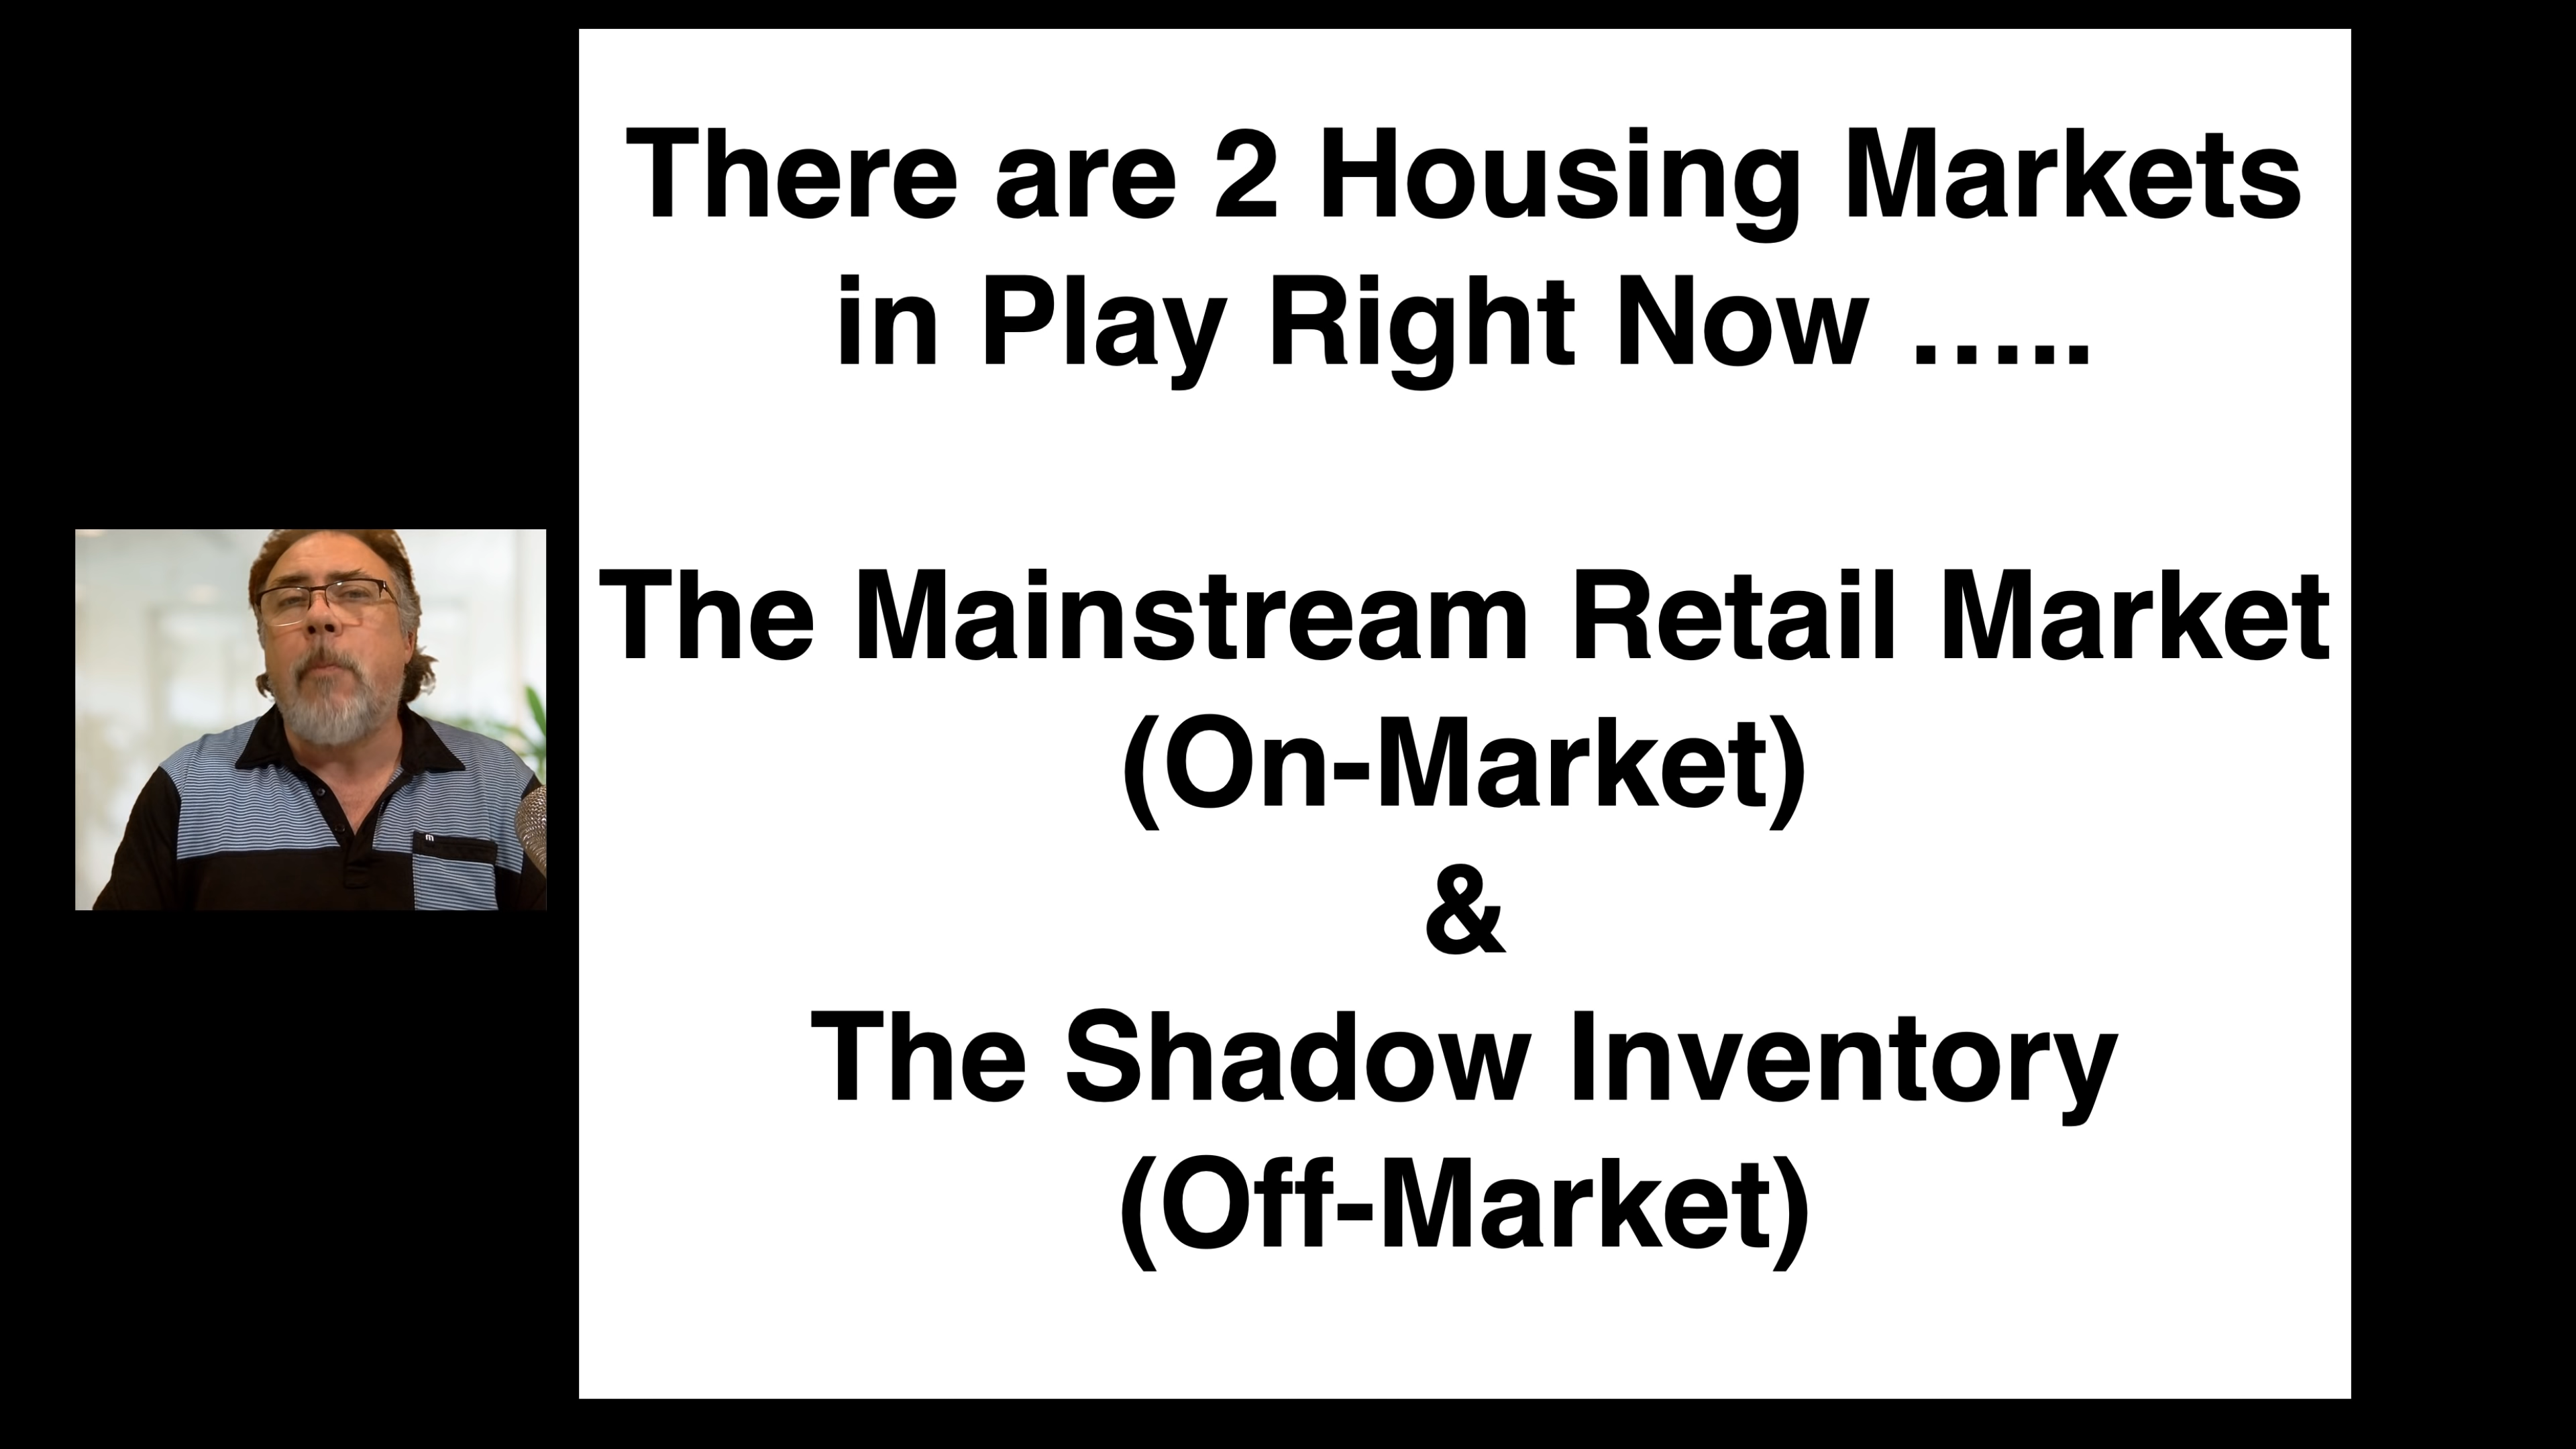 There are 2 Housing Markets
in Play Right Now …..
The Mainstream Retail Market
(On-Market)
&
The Shadow Inventory
(Off-Market)
m